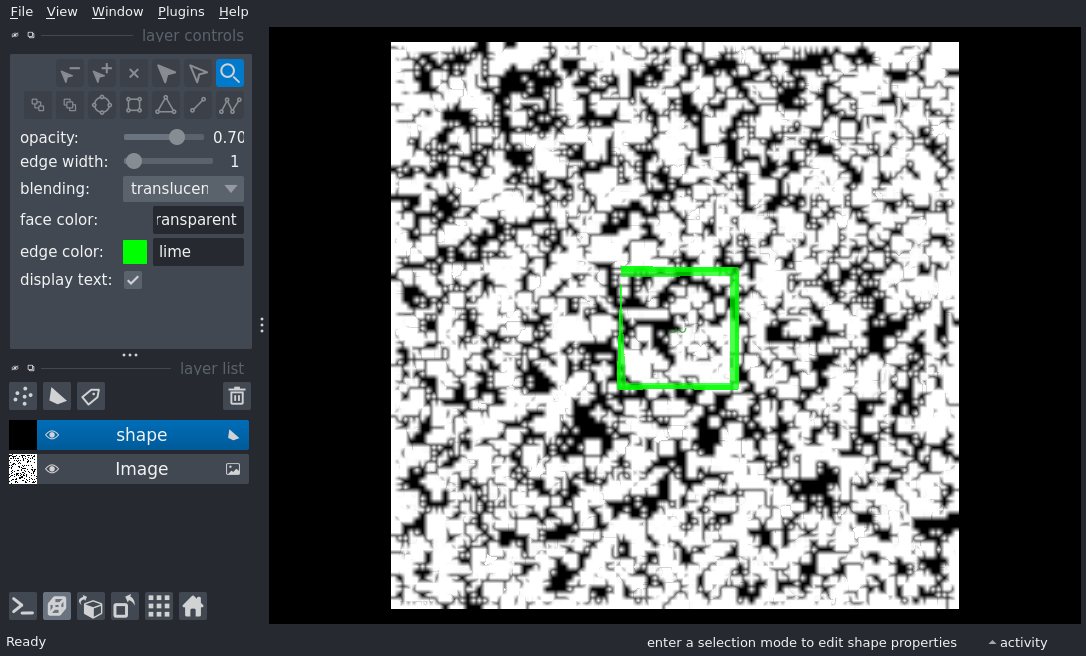 File View Window Plugins Help
layer controls
opacity: 0.70
edge width: 1
blending: translucen
face color: ransparent
edge color: lime
display text:
layer list
shape
Image
Ready
enter a selection mode to edit shape properties
activity